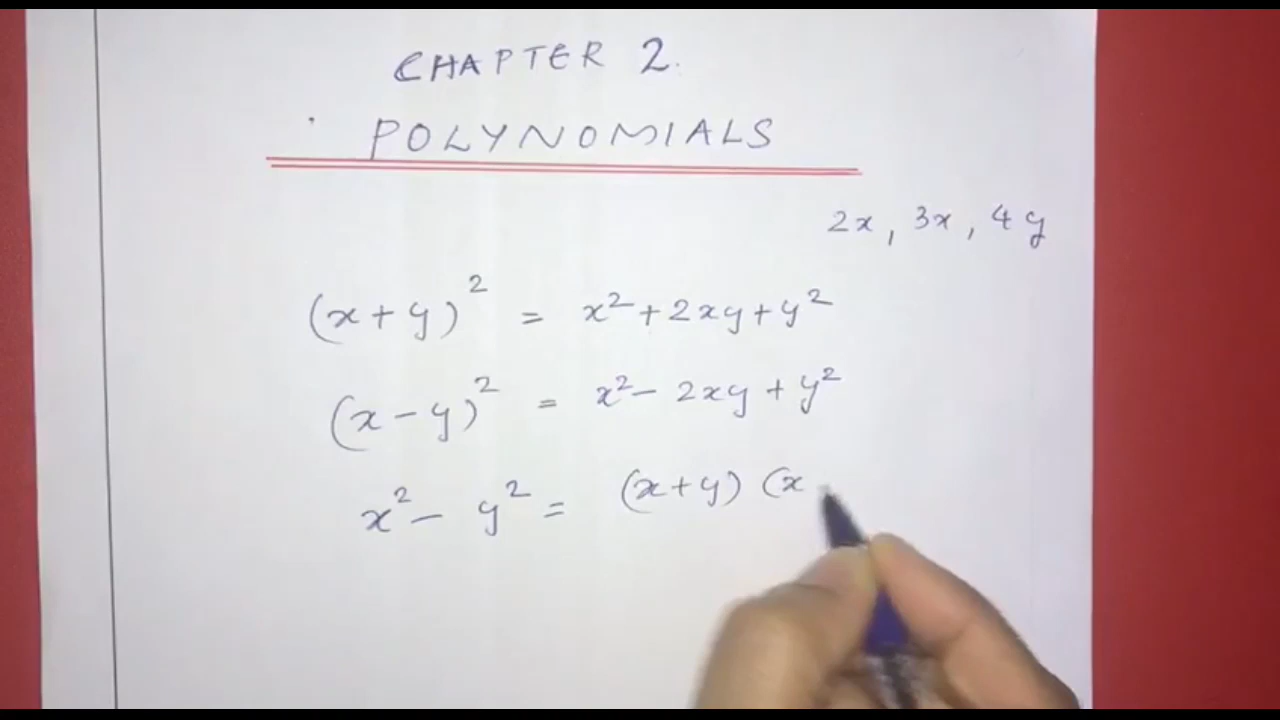 CHAPTER 2.
POLYNOMIALS
2x, 3x, 4y
(x+y)² = x²+2xy+y²
(x-y)² = x²- 2xy + y²
x²- y² = (x+y) (x